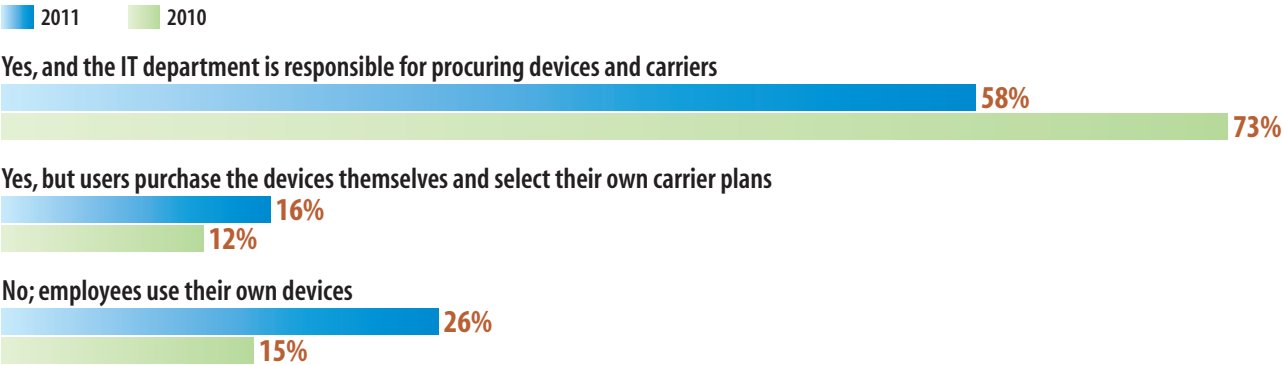 2011 2010
Yes, and the IT department is responsible for procuring devices and carriers
58%
73%
Yes, but users purchase the devices themselves and select their own carrier plans
16%
12%
No; employees use their own devices
26%
15%